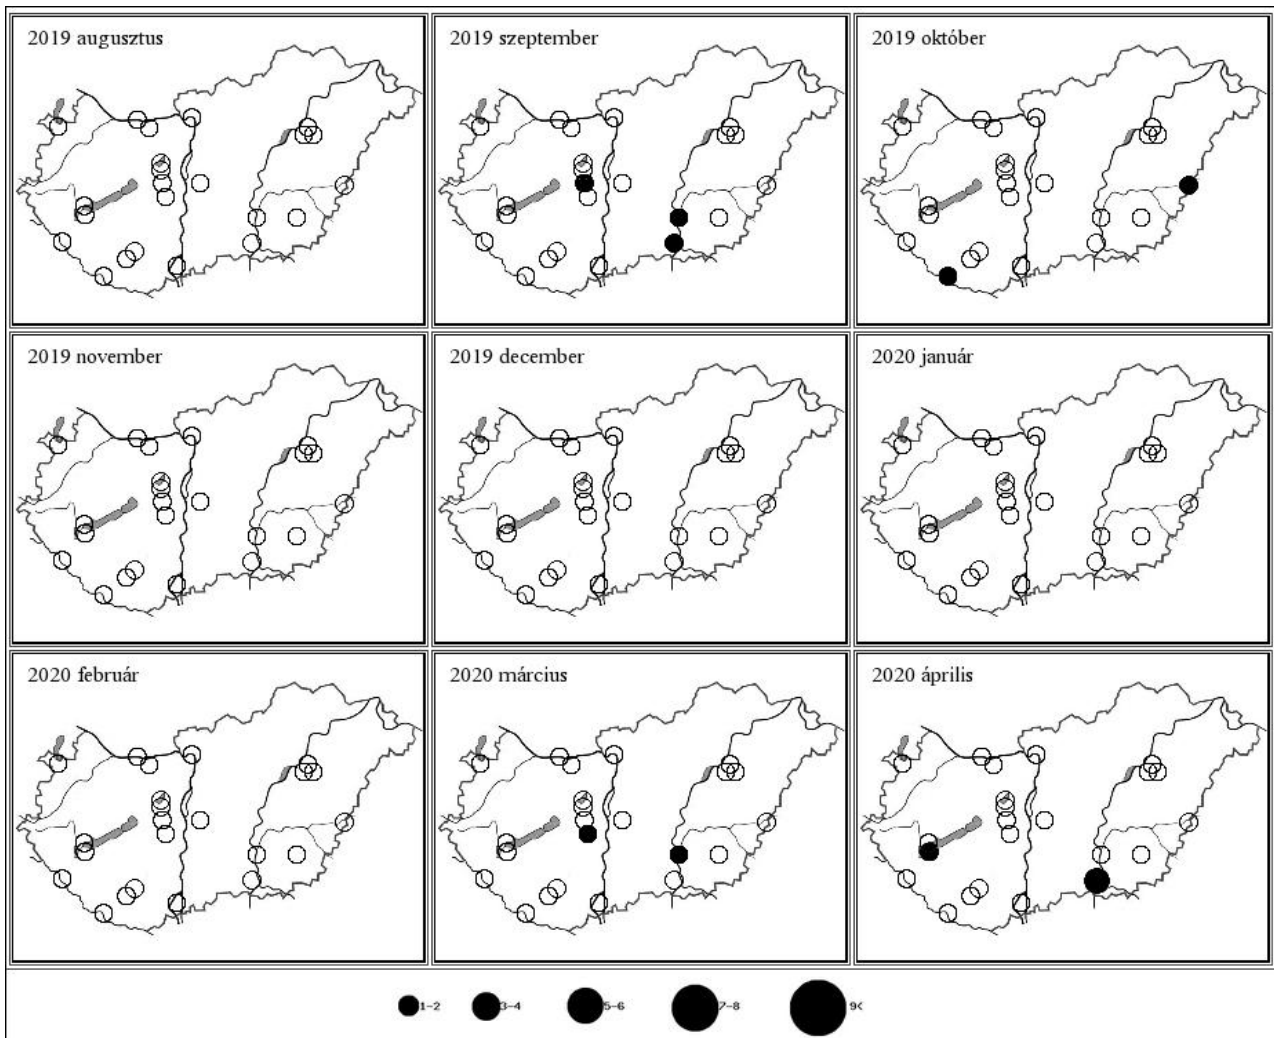 2019 augusztus
2019 szeptember
2019 október
2019 november
2019 december
2020 január
2020 február
2020 március
2020 április
1-2 3-4 5-6 7-8 9<